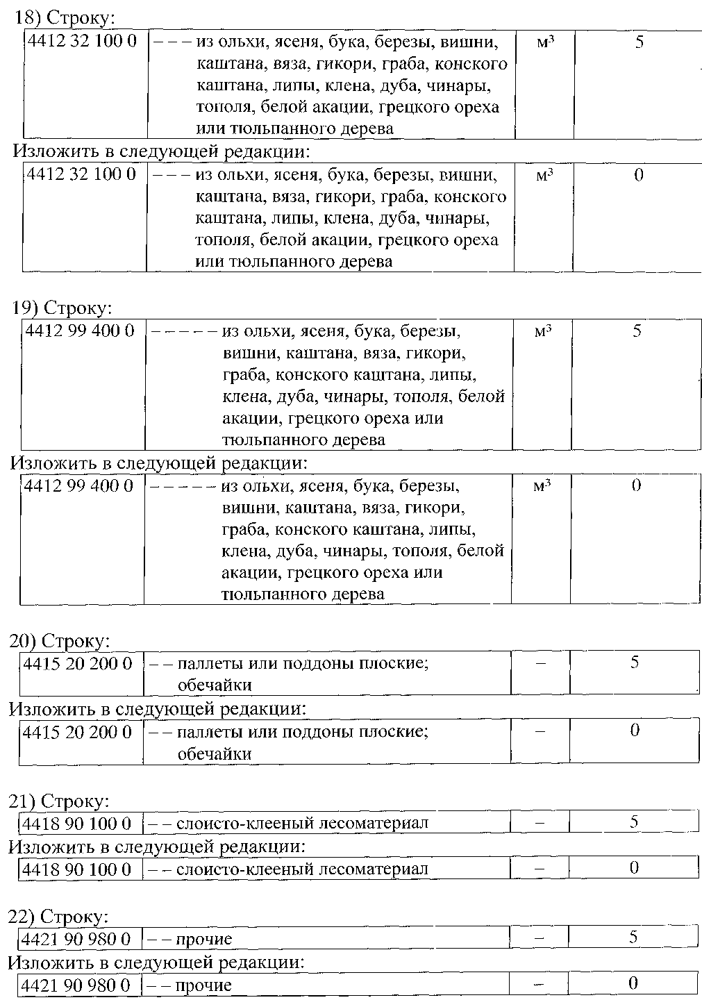 18) Строку:
4412 32 100 0 – – – из ольхи, ясеня, бука, березы, вишни, м³ 5
каштана, вяза, гикори, граба, конского
каштана, липы, клена, дуба, чинары,
тополя, белой акации, грецкого ореха
или тюльпанного дерева
Изложить в следующей редакции:
4412 32 100 0 – – – из ольхи, ясеня, бука, березы, вишни, м³ 0
каштана, вяза, гикори, граба, конского
каштана, липы, клена, дуба, чинары,
тополя, белой акации, грецкого ореха
или тюльпанного дерева
19) Строку:
4412 99 400 0 – – – – – из ольхи, ясеня, бука, березы, м³ 5
вишни, каштана, вяза, гикори,
граба, конского каштана, липы,
клена, дуба, чинары, тополя, белой
акации, грецкого ореха или
тюльпанного дерева
Изложить в следующей редакции:
4412 99 400 0 – – – – – из ольхи, ясеня, бука, березы, м³ 0
вишни, каштана, вяза, гикори,
граба, конского каштана, липы,
клена, дуба, чинары, тополя, белой
акации, грецкого ореха или
тюльпанного дерева
20) Строку:
4415 20 200 0 – – паллеты или поддоны плоские; – 5
обечайки
Изложить в следующей редакции:
4415 20 200 0 – – паллеты или поддоны плоские; – 0
обечайки
21) Строку:
4418 90 100 0 – – слоисто-клееный лесоматериал – 5
Изложить в следующей редакции:
4418 90 100 0 – – слоисто-клееный лесоматериал – 0
22) Строку:
4421 90 980 0 – – прочие – 5
Изложить в следующей редакции:
4421 90 980 0 – – прочие – 0